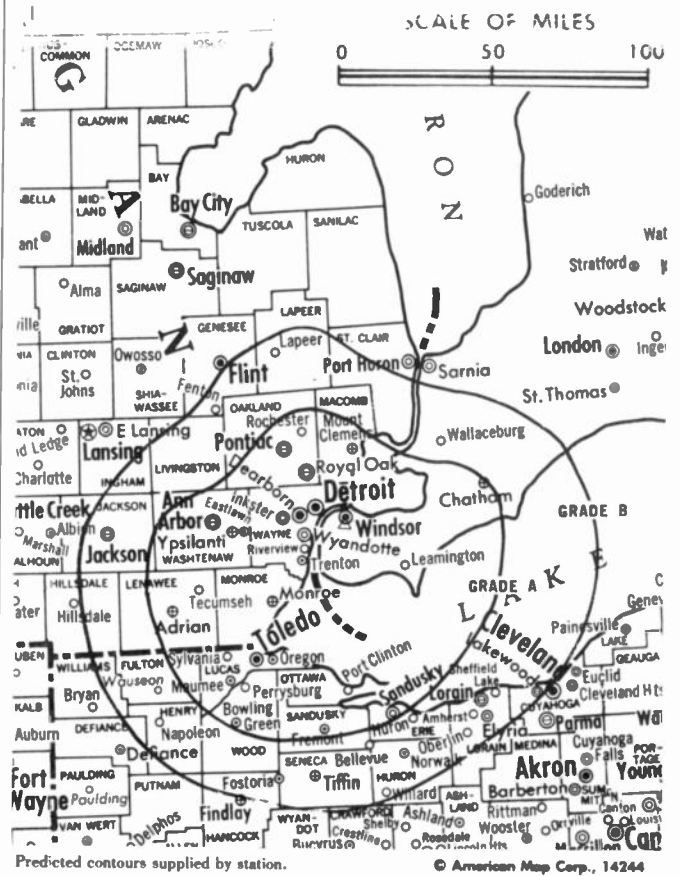 SCALE OF MILES
0 50 100
OGEMAW
COMMON
G
GLADWIN
ARENAC
R
O
N
HURON
BAY
MID-
LAND
A
Bay City
Goderich
TUSCOLA
SANILAC
Midland
Stratford
Saginaw
Alma
SAGINAW
Woodstock
LAPEER
N
GENESEE
GRATIOT
Lapeer
ST. CLAIR
London
CLINTON
Owosso
Flint
Port Huron
Sarnia
St.
Johns
SHIA-
WASSEE
Fenton
St. Thomas
OAKLAND
MACOMB
E Lansing
Rochester
Mount
Clemens
Wallaceburg
Lansing
Pontiac
LIVINGSTON
Dearborn
Royal Oak
Charlotte
INGHAM
Detroit
Chatham
GRADE B
JACKSON
Ann
Arbor
Inkster
Eastlawn
Albion
Marshall
Windsor
Jackson
Ypsilanti
WAYNE
Wyandotte
WASHTENAW
Riverview
Trenton
Leamington
HILLSDALE
LENAWEE
MONROE
GRADE A
L A K E
Tecumseh
Monroe
Hillsdale
Adrian
Toledo
Cleveland
Painesville
LAKE
Lakewood
GEAUGA
WILLIAMS
FULTON
Sylvania
Oregon
Port Clinton
LUCAS
Wauseon
Maumee
OTTAWA
Sandusky
Sheffield
Lake
Euclid
Bryan
Perrysburg
Lorain
Cleveland Hts
CUYAHOGA
HENRY
Bowling
Green
SANDUSKY
Huron
Amherst
Parma
Auburn
DEFIANCE
Napoleon
Fremont
ERIE
Elyria
Oberlin
LORAIN
MEDINA
Defiance
WOOD
SENECA
Bellevue
Norwalk
Cuyahoga
Falls
POR-
TAGE
Fort
Wayne
PAULDING
PUTNAM
Fostoria
Tiffin
HURON
Akron
Paulding
Findlay
Willard
ASH-
LAND
Barberton
Rittman
Canton
VAN WERT
Delphos
HANCOCK
WYAN-
DOT
CRAWFORD
Shelby
Ashland
Wooster
Orrville
Crestline
Predicted contours supplied by station.
© American Map Corp., 14244